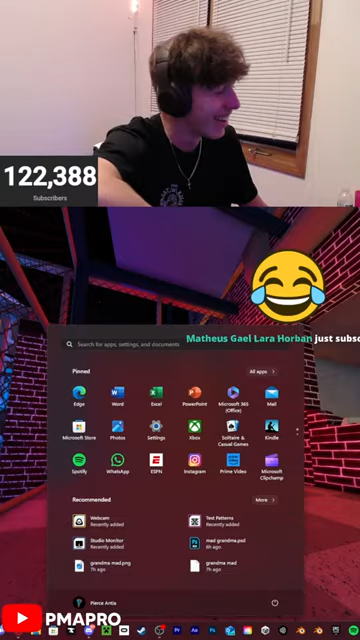 122,388
Subscribers
Matheus Gael Lara Horban just subsc
Search for apps, settings, and documents
Pinned
All apps >
Edge
Word
Excel
PowerPoint
Microsoft 365 (Office)
Mail
Microsoft Store
Photos
Settings
Xbox
Solitaire & Casual Games
Kindle
Spotify
WhatsApp
ESPN
Instagram
Prime Video
Microsoft Clipchamp
Recommended
More >
Webcam
Recently added
Test Patterns
Recently added
Studio Monitor
Recently added
mad grandma.psd
6h ago
grandma mad.png
7h ago
grandma mad
7h ago
Pierce Antia
PMAPRO